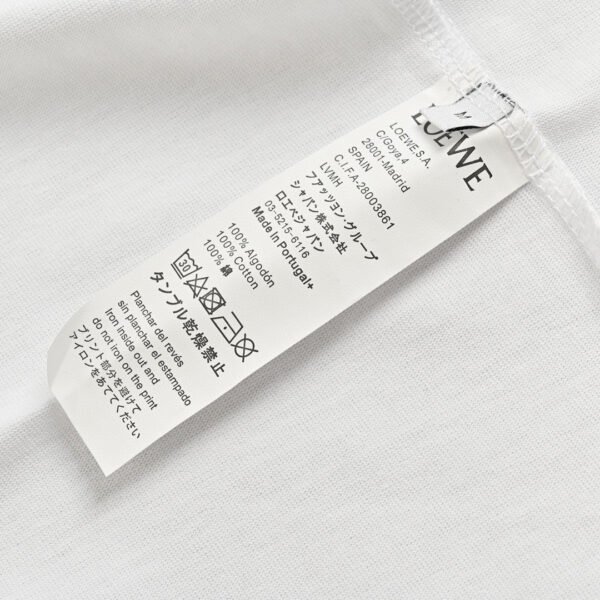 M
LOEWE
LOEWE.S.A.
C/Goya,4
28001-Madrid
SPAIN
C.I.F.A-28003861
LVMH
ファッツヨン・グループ
シャパン株式会社
ロエベジャパン
03-5215-6116
Made in Portugal+
100% Algodón
100% Cotton
100% 綿
30
タンブル乾燥禁止
Planchar del revés
sin planchar el estampado
Iron inside out and
do not iron on the print
プリント部分を避けて
アイロンをあててください